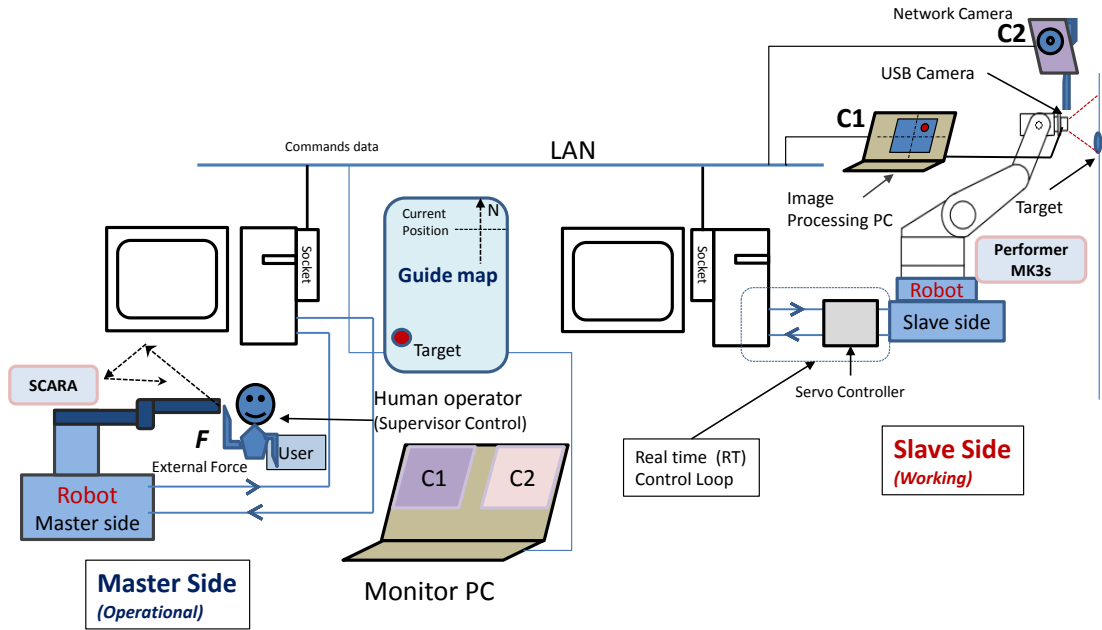 Network Camera
C2
USB Camera
C1
Commands data
LAN
Image
Processing PC
Target
Current
Position
N
Guide map
Target
Socket
Socket
Performer
MK3s
Robot
Slave side
Servo Controller
SCARA
F
External Force
User
Human operator
(Supervisor Control)
Robot
Master side
C1
C2
Monitor PC
Real time (RT)
Control Loop
Slave Side
(Working)
Master Side
(Operational)